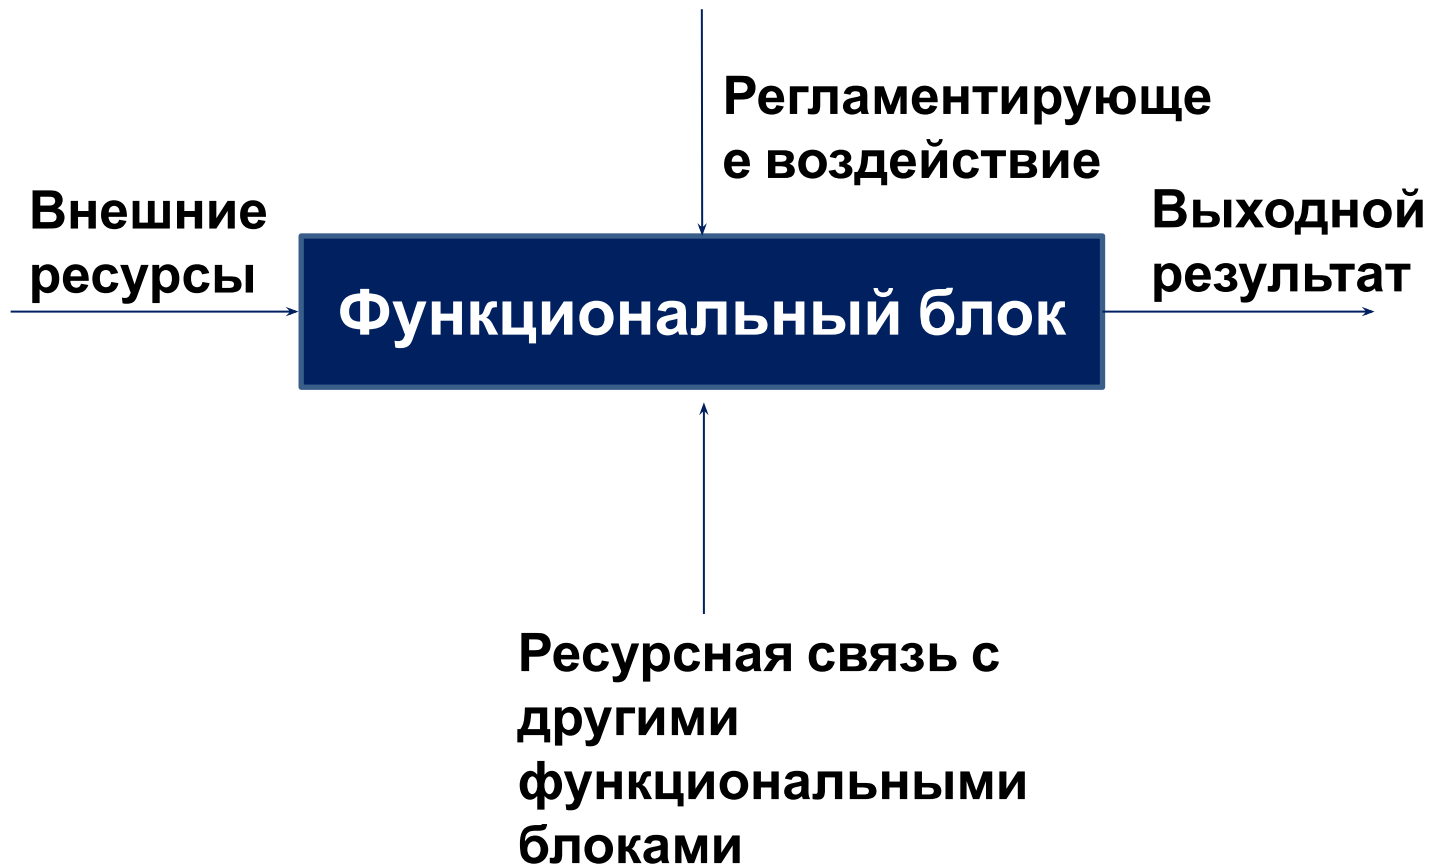 Регламентирующе
е воздействие
Внешние
ресурсы
Выходной
результат
Функциональный блок
Ресурсная связь с
другими
функциональными
блоками